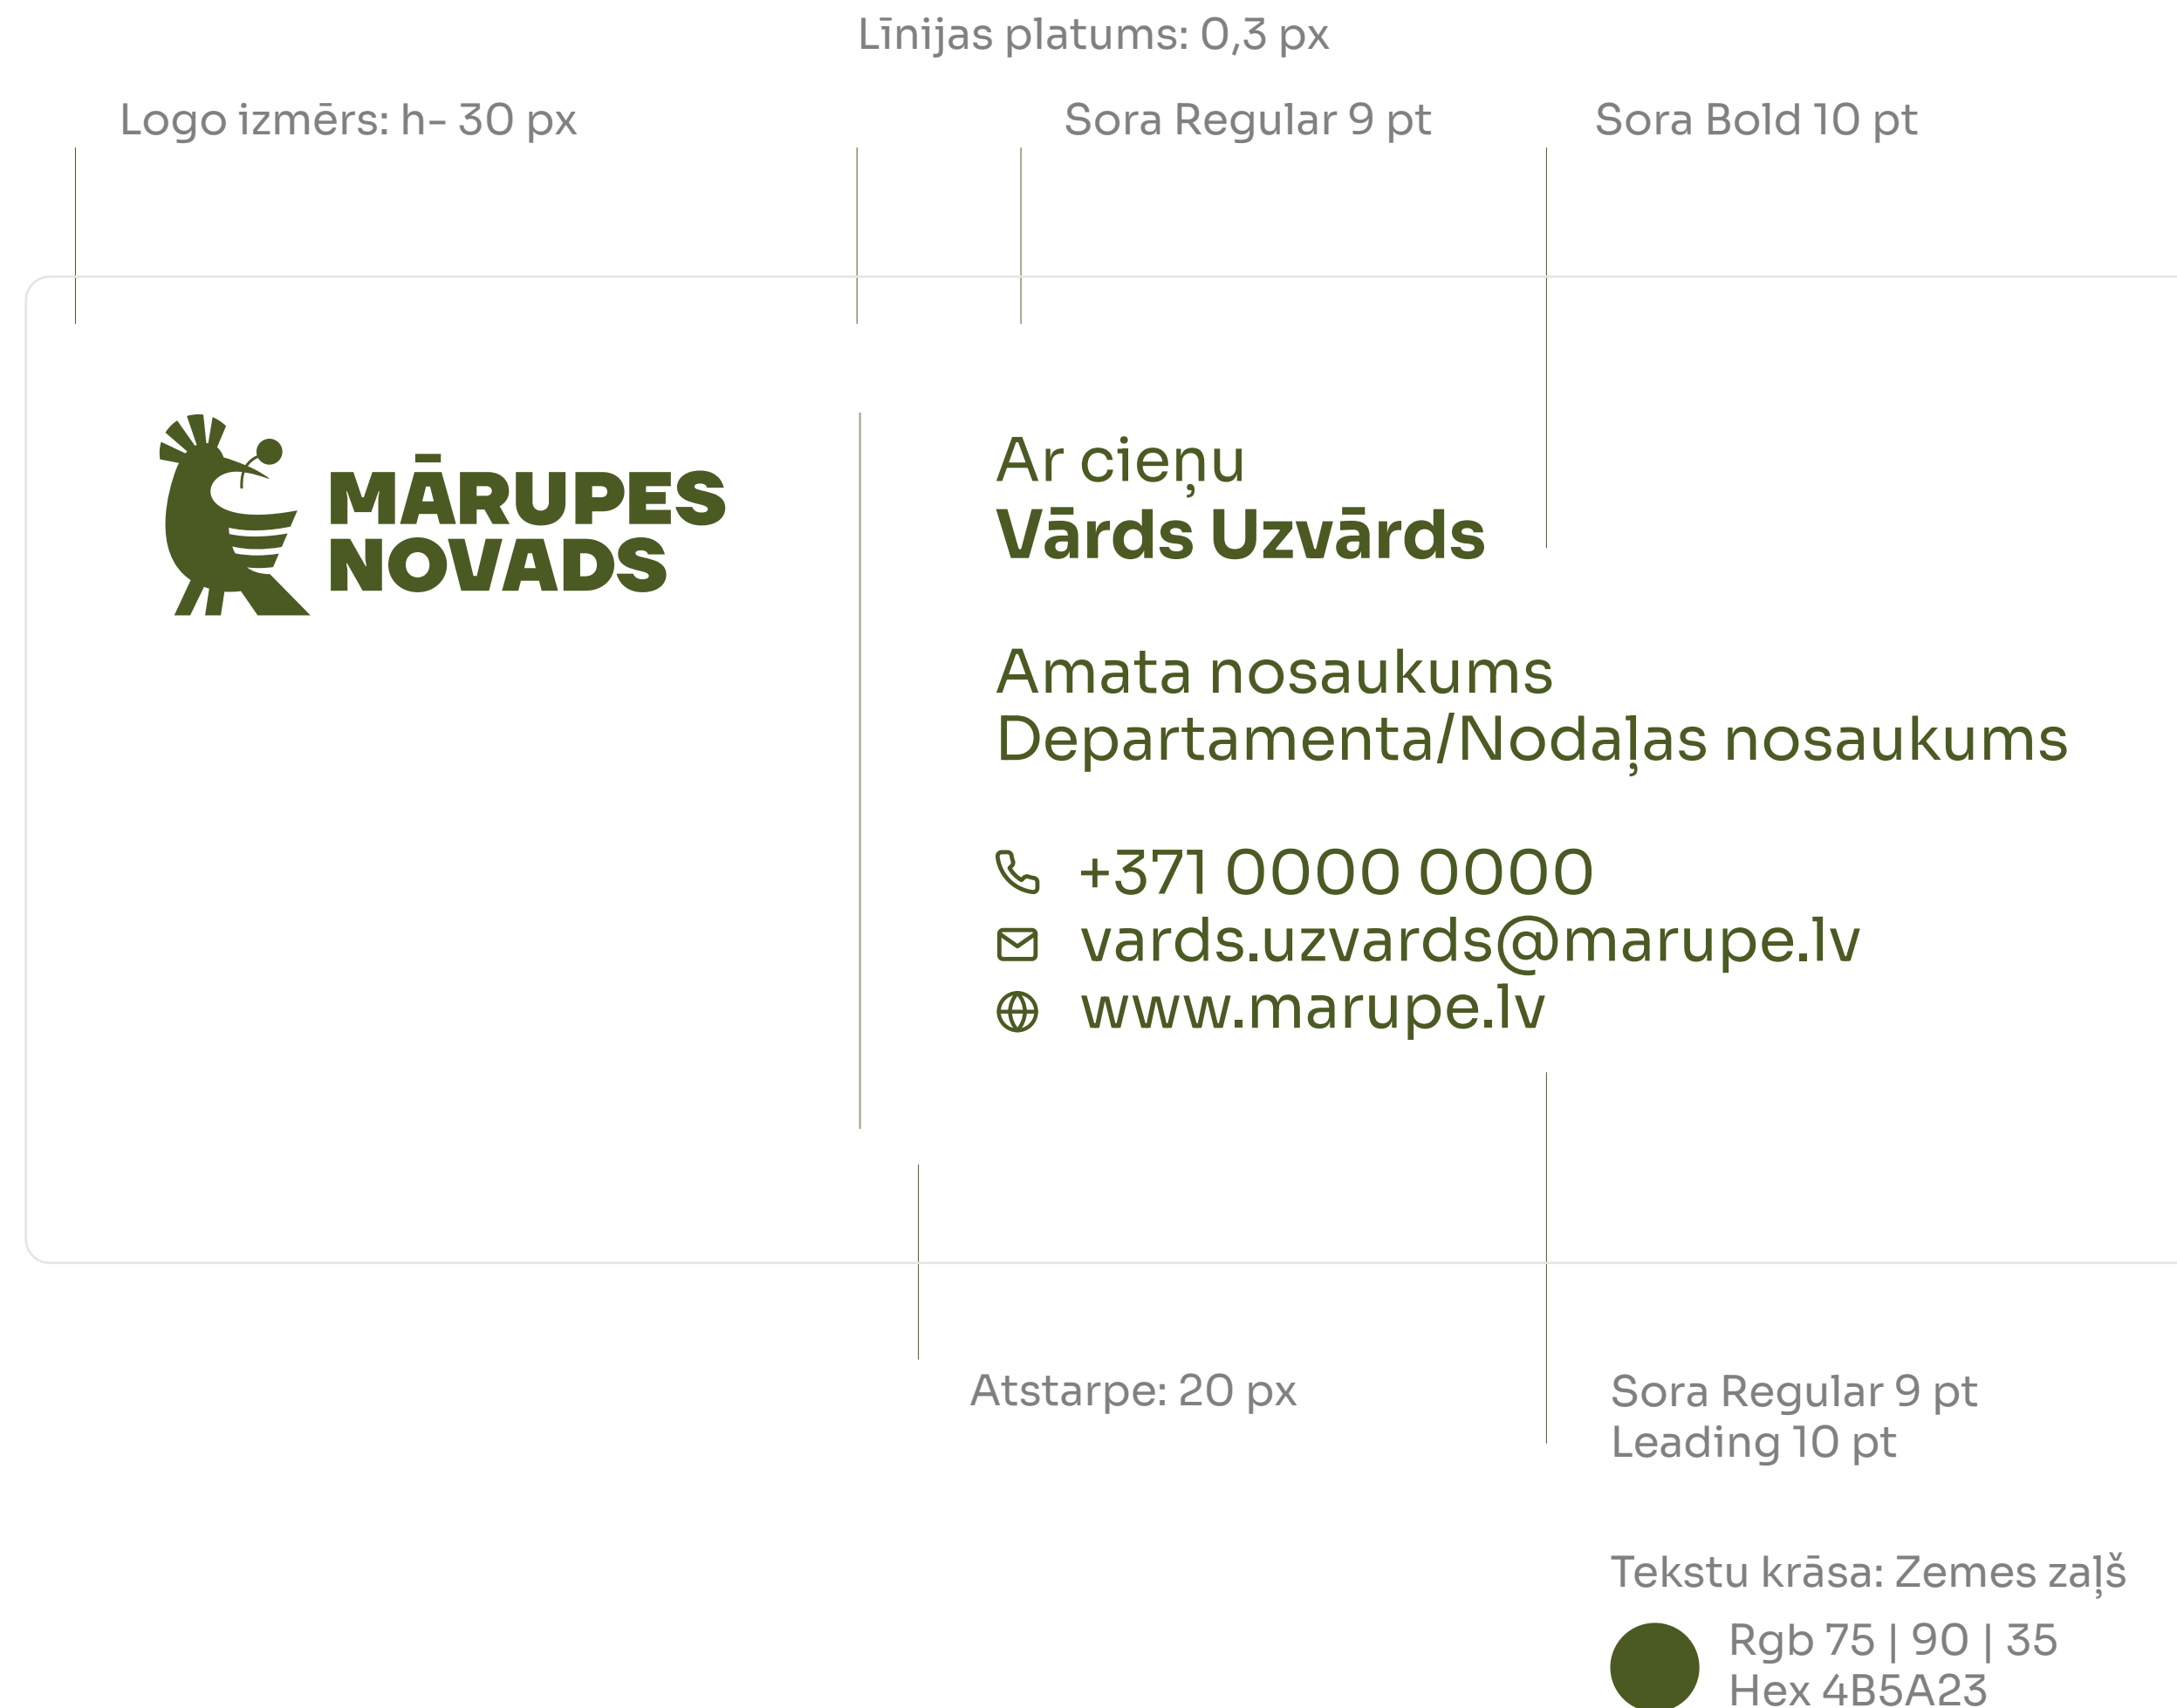 Līnijas platums: 0,3 px
Logo izmērs: h- 30 px
Sora Regular 9 pt
Sora Bold 10 pt
MĀRUPES
NOVADS
Ar cieņu
Vārds Uzvārds
Amata nosaukums
Departamenta/Nodaļas nosaukums
+371 0000 0000
vards.uzvards@marupe.lv
www.marupe.lv
Atstarpe: 20 px
Sora Regular 9 pt
Leading 10 pt
Tekstu krāsa: Zemes zaļš
Rgb 75 | 90 | 35
Hex 4B5A23